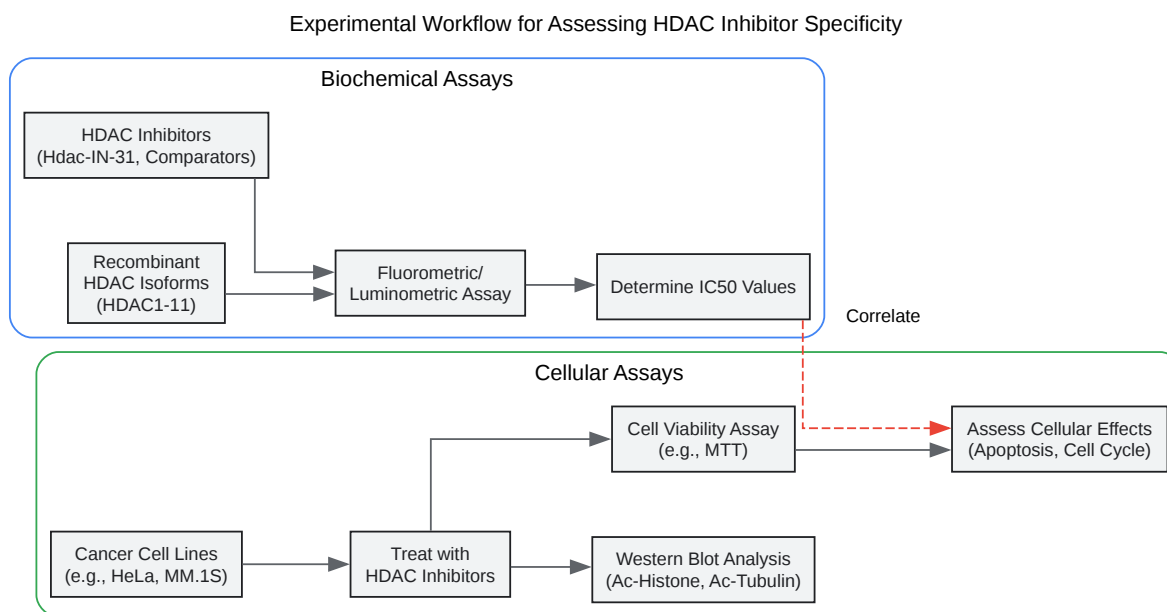 Experimental Workflow for Assessing HDAC Inhibitor Specificity
Biochemical Assays
HDAC Inhibitors
(Hdac-IN-31, Comparators)
Recombinant
HDAC Isoforms
(HDAC1-11)
Fluorometric/
Luminometric Assay
Determine IC50 Values
Correlate
Cellular Assays
Cell Viability Assay
(e.g., MTT)
Assess Cellular Effects
(Apoptosis, Cell Cycle)
Cancer Cell Lines
(e.g., HeLa, MM.1S)
Treat with
HDAC Inhibitors
Western Blot Analysis
(Ac-Histone, Ac-Tubulin)